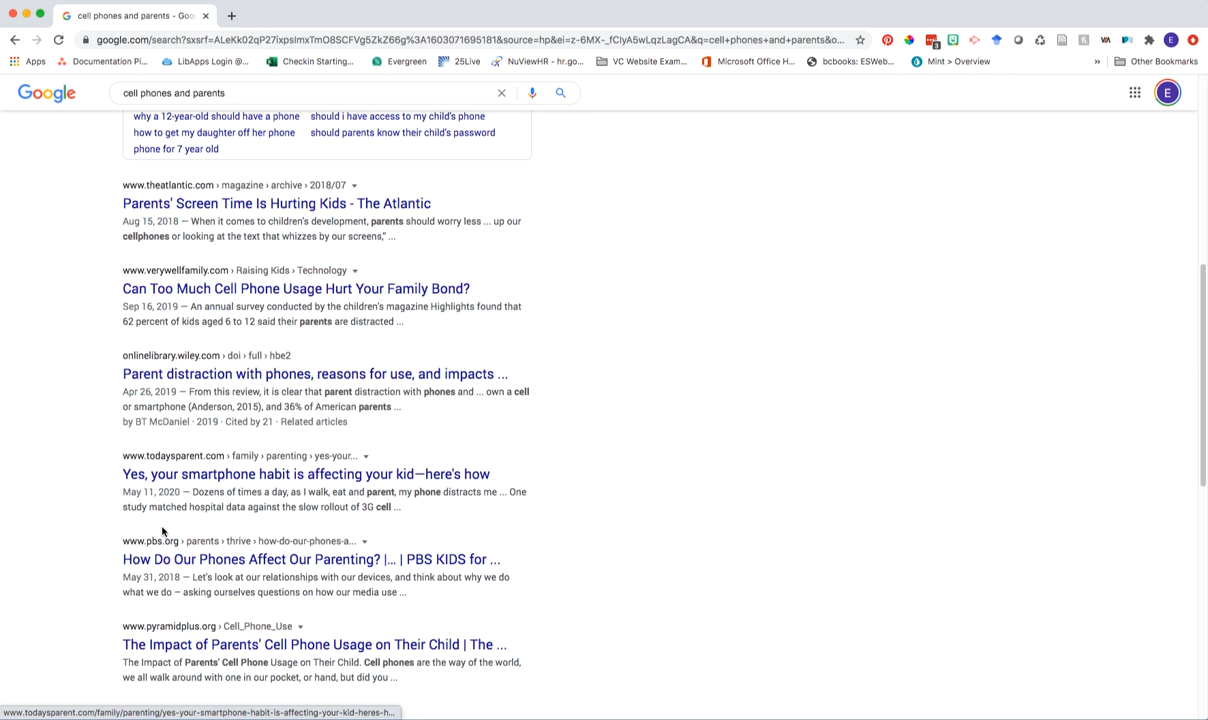 cell phones and parents - Goo
google.com/search?sxsrf=ALeKk02qP27ixpsImxTmO8SCFVg5ZkZ66g%3A1603071695181&source=hp&ei=z-6MX-_fCIyA5wLqzLagCA&q=cell+phones+and+parents&o...
Apps Documentation Pi... LibApps Login @... Checkin Starting... Evergreen 25Live NuViewHR - hr.go... VC Website Exam... Microsoft Office H... bcbooks: ESWeb... Mint > Overview » Other Bookmarks
Google cell phones and parents E
why a 12-year-old should have a phone should i have access to my child's phone
how to get my daughter off her phone should parents know their child's password
phone for 7 year old
www.theatlantic.com › magazine › archive › 2018/07
Parents' Screen Time Is Hurting Kids - The Atlantic
Aug 15, 2018 — When it comes to children's development, parents should worry less ... up our
cellphones or looking at the text that whizzes by our screens," ...
www.verywellfamily.com › Raising Kids › Technology
Can Too Much Cell Phone Usage Hurt Your Family Bond?
Sep 16, 2019 — An annual survey conducted by the children's magazine Highlights found that
62 percent of kids aged 6 to 12 said their parents are distracted ...
onlinelibrary.wiley.com › doi › full › hbe2
Parent distraction with phones, reasons for use, and impacts ...
Apr 26, 2019 — From this review, it is clear that parent distraction with phones and ... own a cell
or smartphone (Anderson, 2015), and 36% of American parents ...
by BT McDaniel · 2019 · Cited by 21 · Related articles
www.todaysparent.com › family › parenting › yes-your...
Yes, your smartphone habit is affecting your kid—here's how
May 11, 2020 — Dozens of times a day, as I walk, eat and parent, my phone distracts me ... One
study matched hospital data against the slow rollout of 3G cell ...
www.pbs.org › parents › thrive › how-do-our-phones-a...
How Do Our Phones Affect Our Parenting? |... | PBS KIDS for ...
May 31, 2018 — Let's look at our relationships with our devices, and think about why we do
what we do – asking ourselves questions on how our media use ...
www.pyramidplus.org › Cell_Phone_Use
The Impact of Parents' Cell Phone Usage on Their Child | The ...
The Impact of Parents' Cell Phone Usage on Their Child. Cell phones are the way of the world,
we all walk around with one in our pocket, or hand, but did you ...
www.todaysparent.com/family/parenting/yes-your-smartphone-habit-is-affecting-your-kid-heres-h...